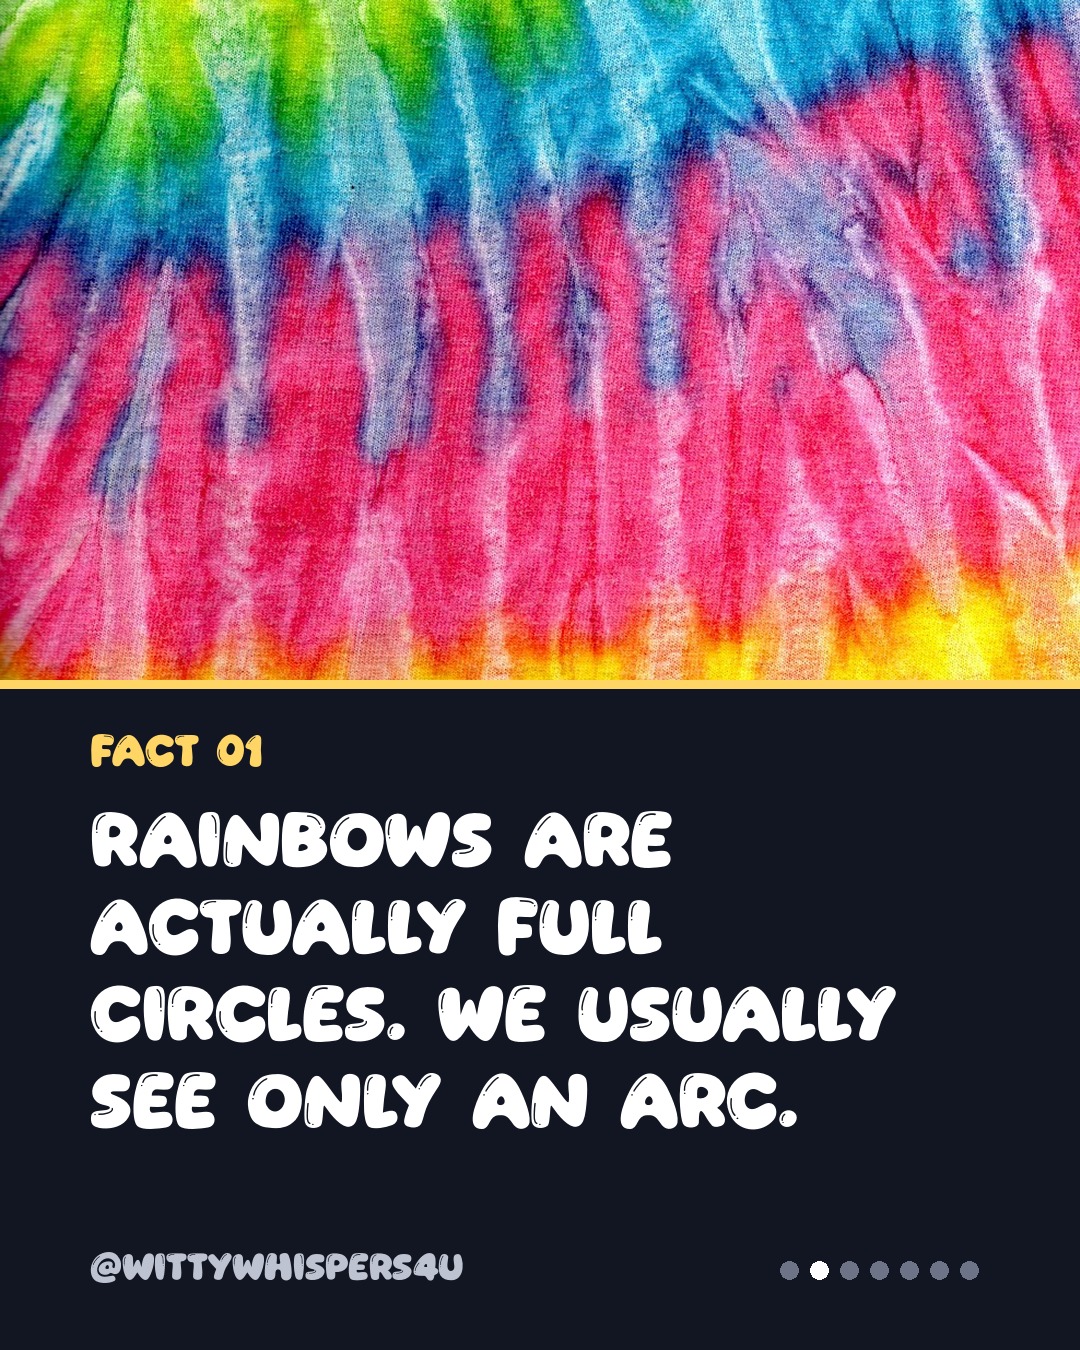 FACT 01
RAINBOWS ARE
ACTUALLY FULL
CIRCLES. WE USUALLY
SEE ONLY AN ARC.
@WITTYWHISPERS4U